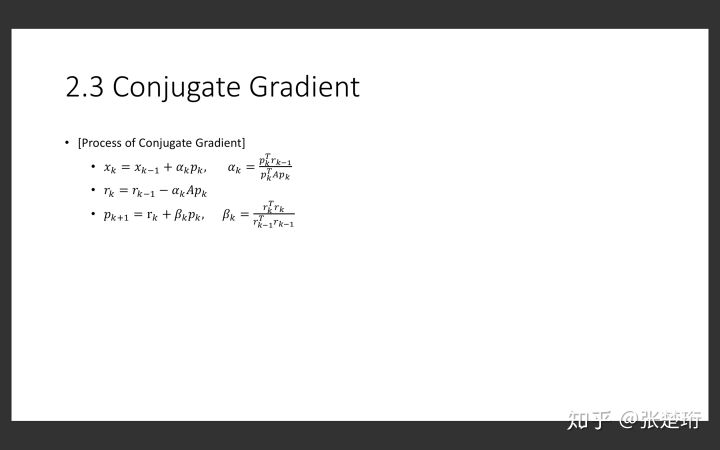 2.3 Conjugate Gradient
• [Process of Conjugate Gradient]
• $x_k = x_{k-1} + \alpha_k p_k, \quad \alpha_k = \frac{p_k^T r_{k-1}}{p_k^T A p_k}$
• $r_k = r_{k-1} - \alpha_k A p_k$
• $p_{k+1} = \mathrm{r}_k + \beta_k p_k, \quad \beta_k = \frac{r_k^T r_k}{r_{k-1}^T r_{k-1}}$
知乎 @张楚珩